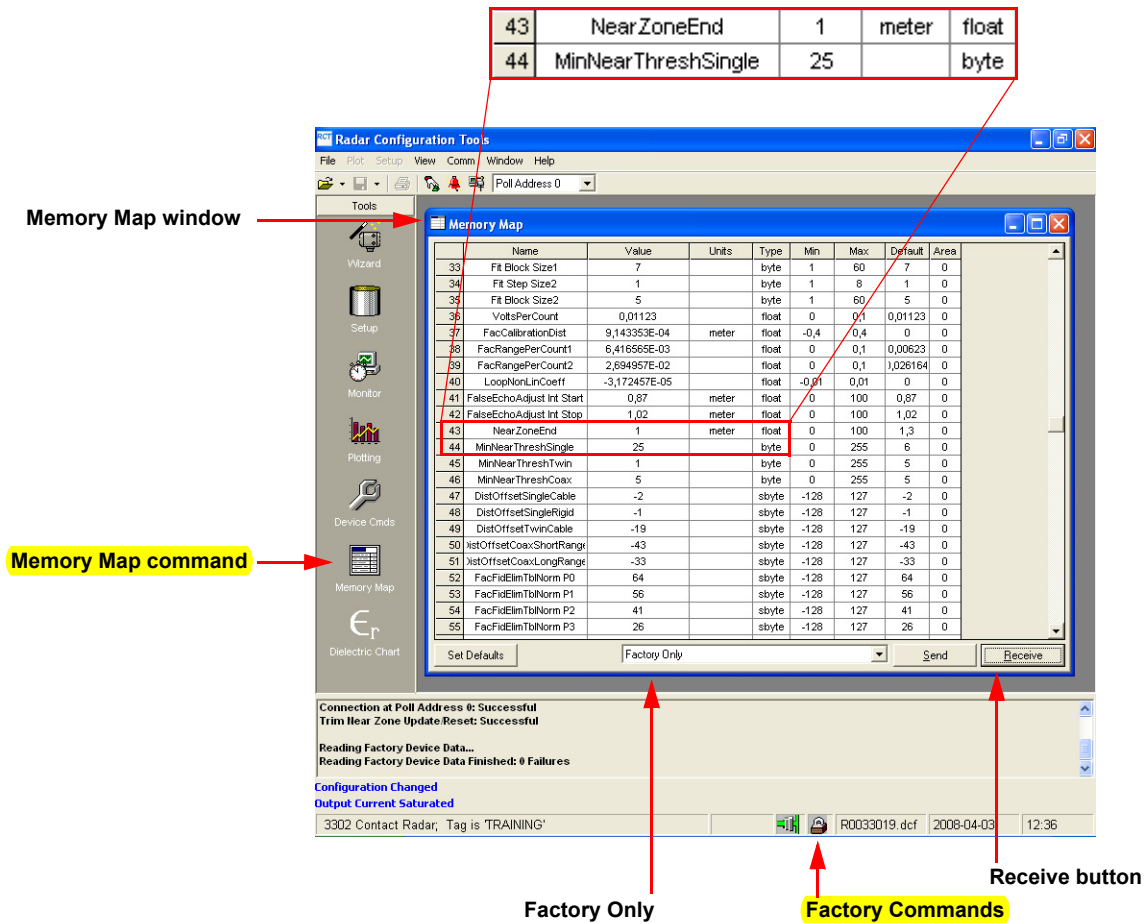 43 NearZoneEnd 1 meter float
44 MinNearThreshSingle 25 byte
RCT Radar Configuration Tools
File Plot Setup View Comm Window Help
Poll Address 0
Tools
Memory Map window
Memory Map
Wizard
Setup
Monitor
Plotting
Device Cmds
Memory Map command
Memory Map
εr
Dielectric Chart
Name Value Units Type Min Max Default Area
33 Fit Block Size1 7 byte 1 60 7 0
34 Fit Step Size2 1 byte 1 8 1 0
35 Fit Block Size2 5 byte 1 60 5 0
36 VoltsPerCount 0,01123 float 0 0,1 0,01123 0
37 FacCalibrationDist 9,143353E-04 meter float -0,4 0,4 0 0
38 FacRangePerCount1 6,416565E-03 float 0 0,1 0,00623 0
39 FacRangePerCount2 2,694957E-02 float 0 0,1 ),026164 0
40 LoopNonLinCoeff -3,172457E-05 float -0,01 0,01 0 0
41 FalseEchoAdjust Int Start 0,87 meter float 0 100 0,87 0
42 FalseEchoAdjust Int Stop 1,02 meter float 0 100 1,02 0
43 NearZoneEnd 1 meter float 0 100 1,3 0
44 MinNearThreshSingle 25 byte 0 255 6 0
45 MinNearThreshTwin 1 byte 0 255 5 0
46 MinNearThreshCoax 5 byte 0 255 5 0
47 DistOffsetSingleCable -2 sbyte -128 127 -2 0
48 DistOffsetSingleRigid -1 sbyte -128 127 -1 0
49 DistOffsetTwinCable -19 sbyte -128 127 -19 0
50 )istOffsetCoaxShortRange -43 sbyte -128 127 -43 0
51 )istOffsetCoaxLongRange -33 sbyte -128 127 -33 0
52 FacFidElimTblNorm P0 64 sbyte -128 127 64 0
53 FacFidElimTblNorm P1 56 sbyte -128 127 56 0
54 FacFidElimTblNorm P2 41 sbyte -128 127 41 0
55 FacFidElimTblNorm P3 26 sbyte -128 127 26 0
Set Defaults Factory Only Send Receive
Connection at Poll Address 0: Successful
Trim Near Zone Update/Reset: Successful
Reading Factory Device Data...
Reading Factory Device Data Finished: 0 Failures
Configuration Changed
Output Current Saturated
3302 Contact Radar; Tag is 'TRAINING' R0033019.dcf 2008-04-03 12:36
Receive button
Factory Only
Factory Commands